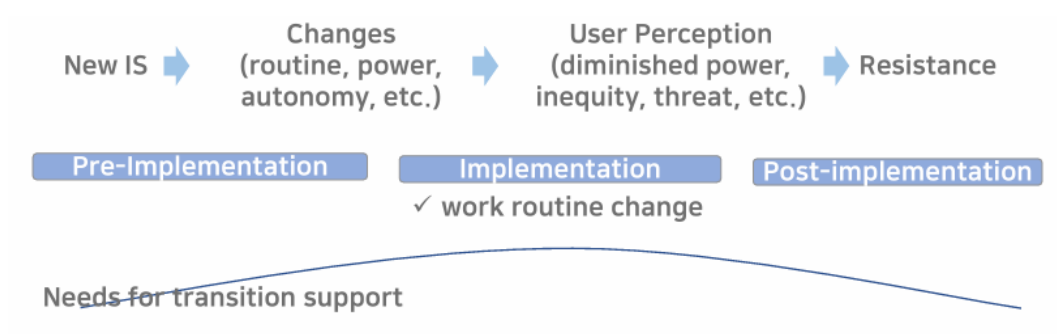 Changes
User Perception
New IS
(routine, power,
(diminished power,
Resistance
autonomy, etc.)
inequity, threat, etc.)
Pre-Implementation
Implementation
Post-implementation
✓ work routine change
Needs for transition support